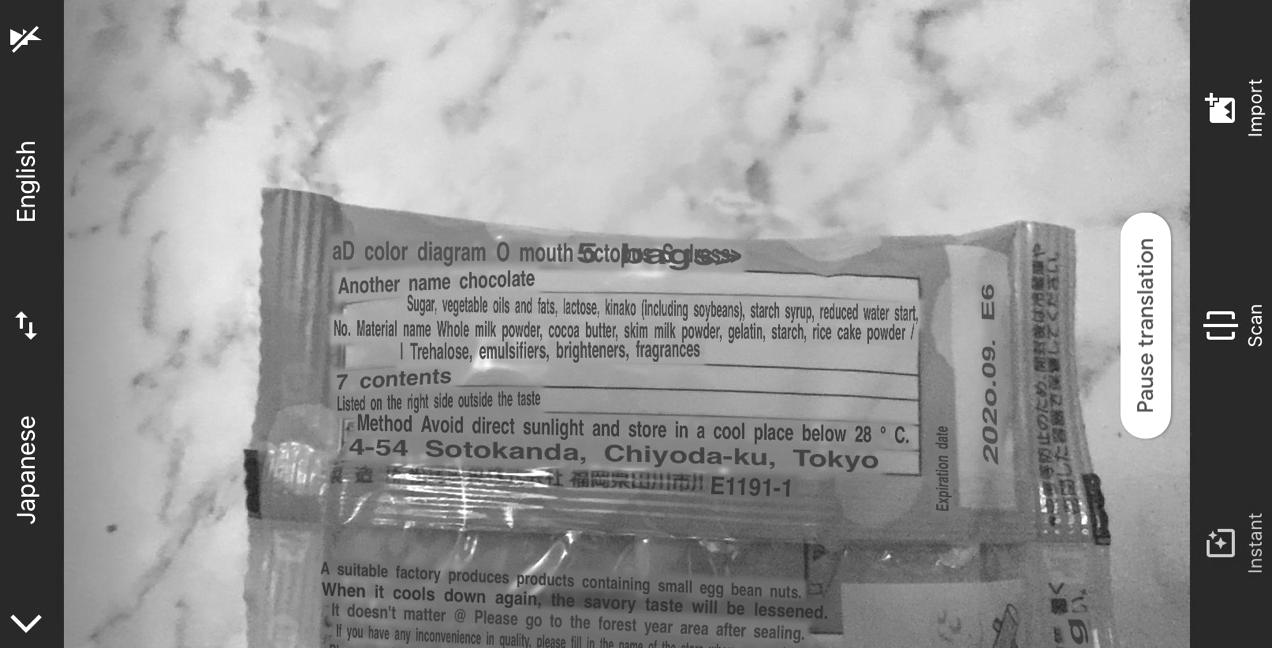 English
Japanese
aD color diagram O mouth
bags
Another name chocolate
Sugar, vegetable oils and fats, lactose, kinako (including soybeans), starch syrup, reduced water start,
No. Material name Whole milk powder, cocoa butter, skim milk powder, gelatin, starch, rice cake powder /
| Trehalose, emulsifiers, brighteners, fragrances
7 contents
Listed on the right side outside the taste
Method Avoid direct sunlight and store in a cool place below 28 ° C.
4-54 Sotokanda, Chiyoda-ku, Tokyo
造 福岡県田川市 E1191-1
Expiration date
2020.09. E6
A suitable factory produces products containing small egg bean nuts.
When it cools down again, the savory taste will be lessened.
It doesn't matter @ Please go to the forest year area after sealing.
If you have any inconvenience in quality, please fill in the name of the store
Pause translation
Import
Scan
Instant